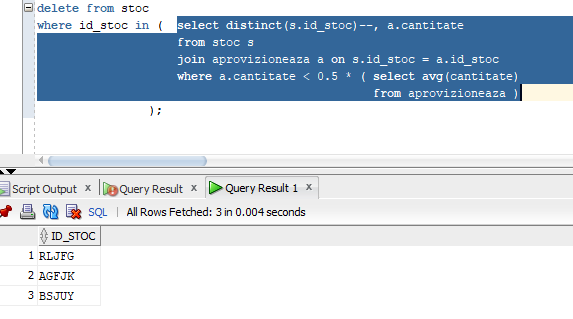 delete from stoc
where id_stoc in ( select distinct(s.id_stoc)--, a.cantitate
from stoc s
join aprovizioneaza a on s.id_stoc = a.id_stoc
where a.cantitate < 0.5 * ( select avg(cantitate)
from aprovizioneaza )
);
Script Output x Query Result x Query Result 1 x
SQL | All Rows Fetched: 3 in 0.004 seconds
ID_STOC
1 RLJFG
2 AGFJK
3 BSJUY